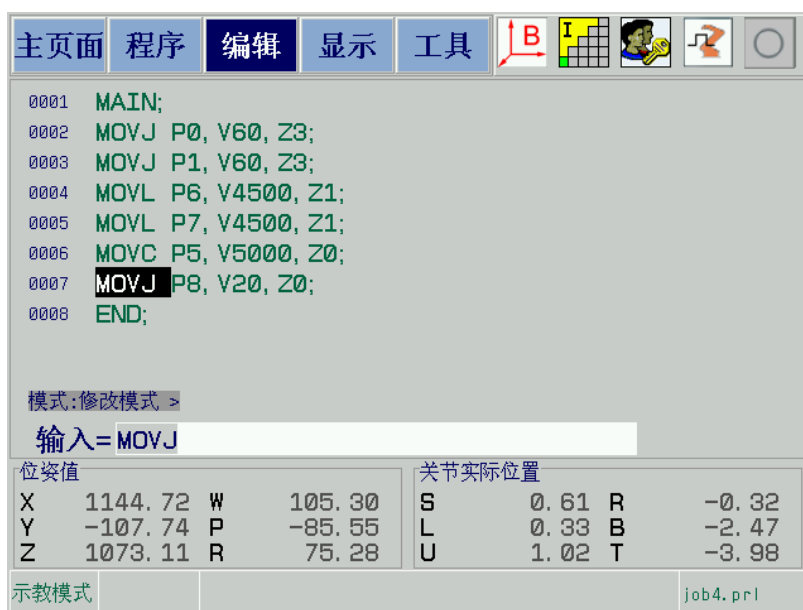 主页面 程序 编辑 显示 工具 B I
0001 MAIN;
0002 MOVJ P0, V60, Z3;
0003 MOVJ P1, V60, Z3;
0004 MOVL P6, V4500, Z1;
0005 MOVL P7, V4500, Z1;
0006 MOVC P5, V5000, Z0;
0007 MOVJ P8, V20, Z0;
0008 END;
模式:修改模式 >
输入= MOVJ
位姿值 关节实际位置
X 1144.72 W 105.30 S 0.61 R -0.32
Y -107.74 P -85.55 L 0.33 B -2.47
Z 1073.11 R 75.28 U 1.02 T -3.98
示教模式 job4.prl